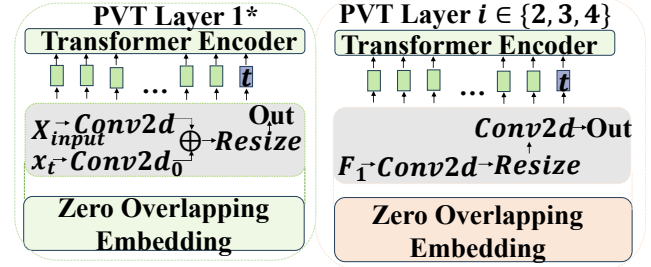 PVT Layer 1*
Transformer Encoder
... t
Out
X_input → Conv2d
⊕ → Resize
x_t → Conv2d_0
Zero Overlapping
Embedding
PVT Layer i ∈ {2, 3, 4}
Transformer Encoder
... t
Conv2d → Out
F_1 → Conv2d → Resize
Zero Overlapping
Embedding